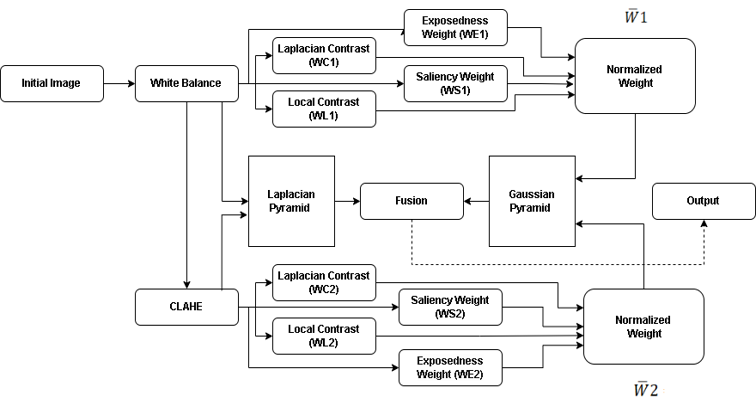 W̅1
Exposedness
Weight (WE1)
Laplacian Contrast
(WC1)
Normalized
Weight
Initial Image
White Balance
Saliency Weight
(WS1)
Local Contrast
(WL1)
Laplacian
Pyramid
Fusion
Gaussian
Pyramid
Output
Laplacian Contrast
(WC2)
CLAHE
Saliency Weight
(WS2)
Normalized
Weight
Local Contrast
(WL2)
Exposedness
Weight (WE2)
W̅2